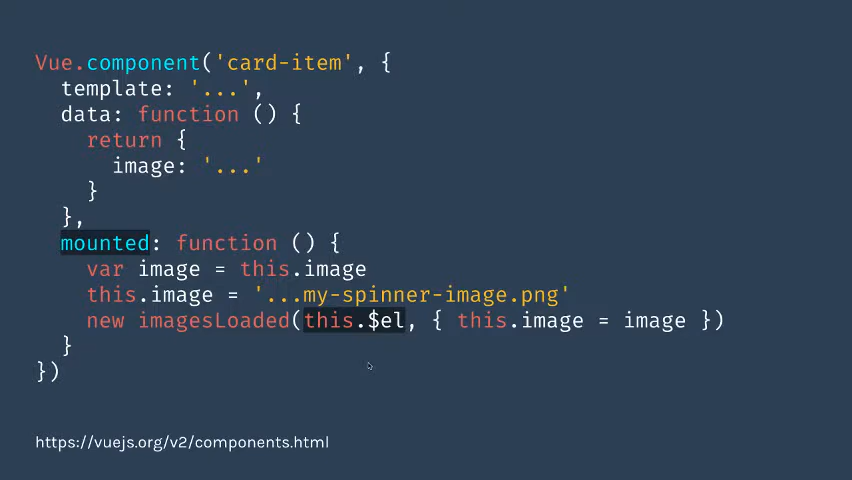 Vue.component('card-item', {
  template: '...',
  data: function () {
    return {
      image: '...'
    }
  },
  mounted: function () {
    var image = this.image
    this.image = '...my-spinner-image.png'
    new imagesLoaded(this.$el, { this.image = image })
  }
})
https://vuejs.org/v2/components.html